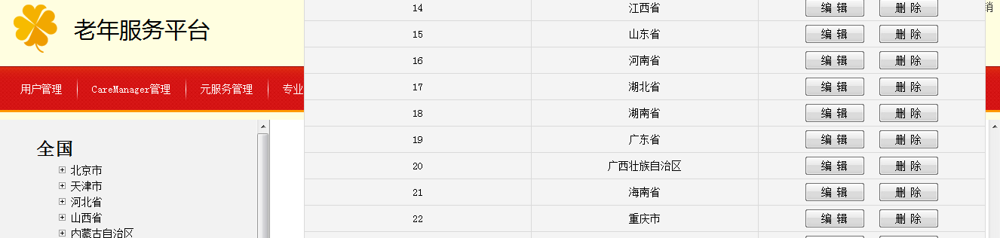 老年服务平台
用户管理 CareManager管理 元服务管理 专业
全国
北京市
天津市
河北省
山西省
内蒙古自治区
14 江西省 编 辑 删 除
15 山东省 编 辑 删 除
16 河南省 编 辑 删 除
17 湖北省 编 辑 删 除
18 湖南省 编 辑 删 除
19 广东省 编 辑 删 除
20 广西壮族自治区 编 辑 删 除
21 海南省 编 辑 删 除
22 重庆市 编 辑 删 除
销